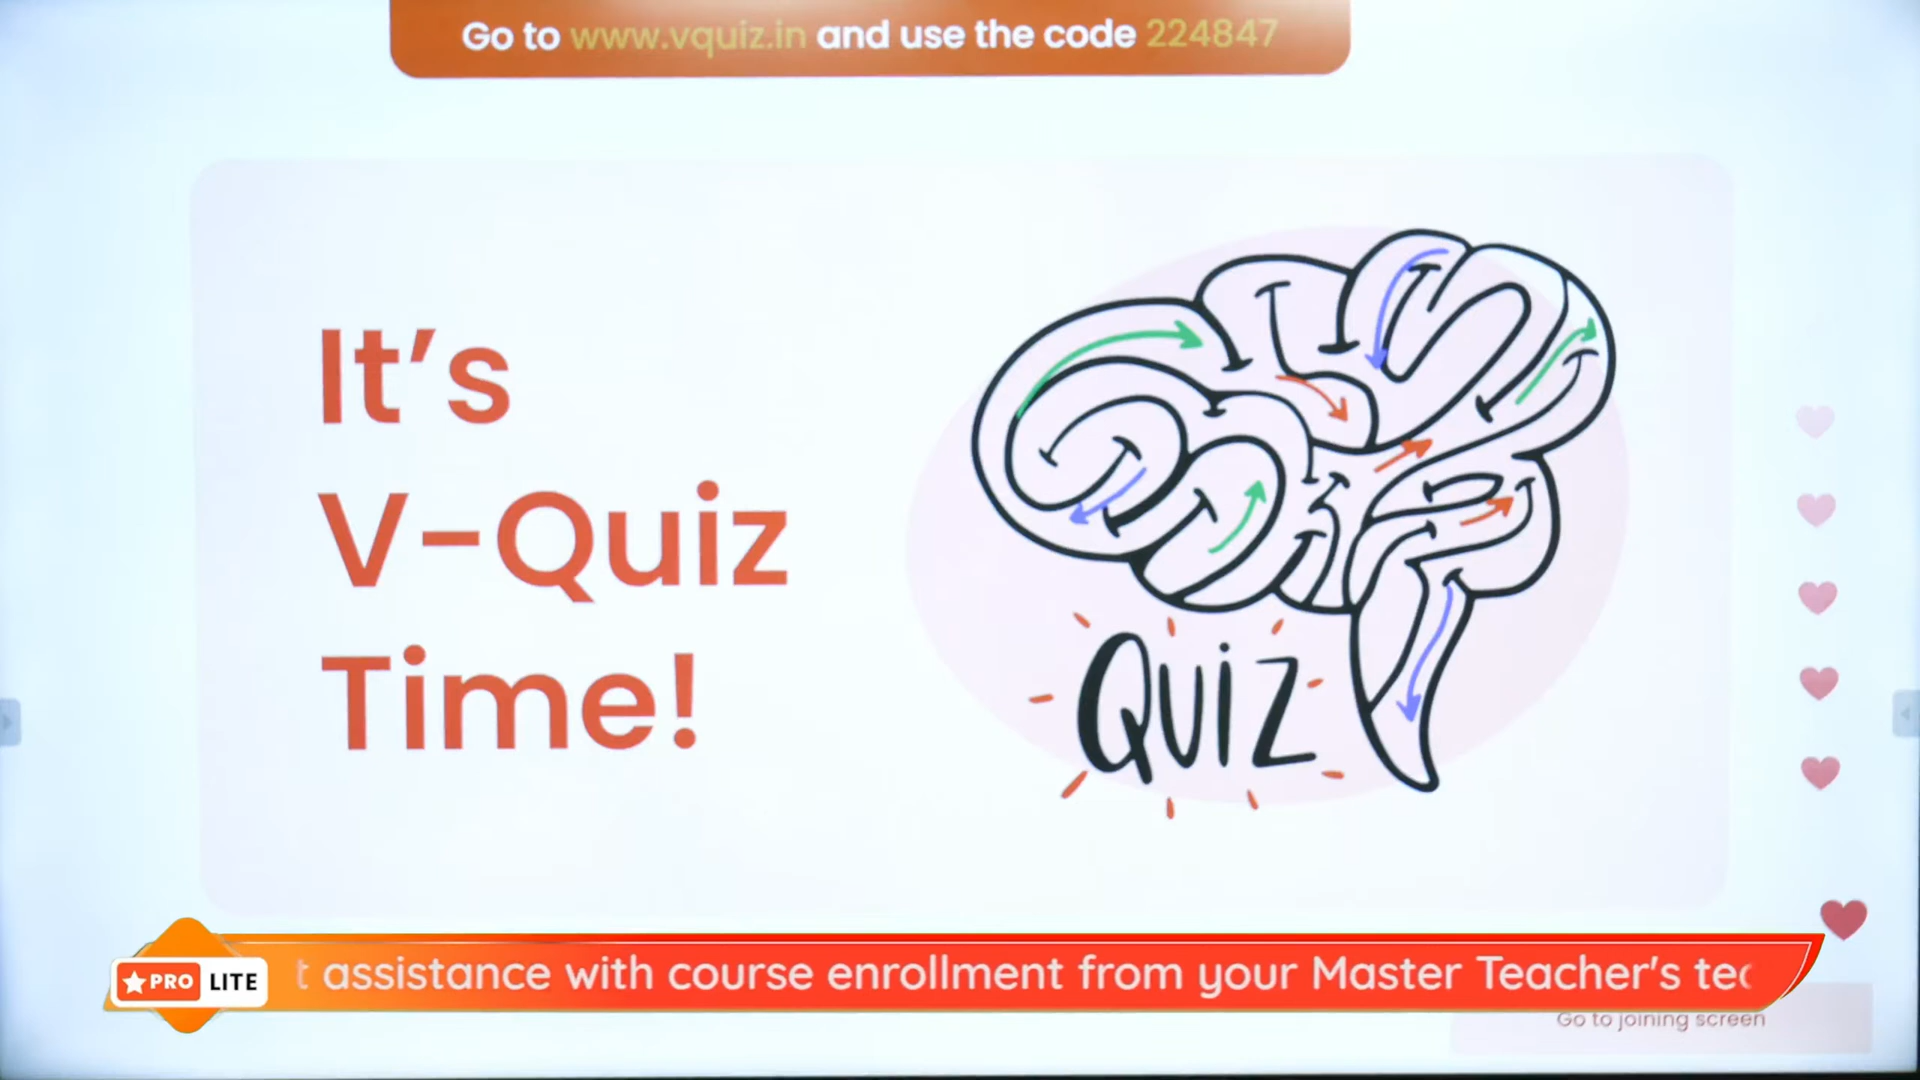 Go to www.vquiz.in and use the code 224847
It's
V-Quiz
Time!
QUIZ
PRO LITE
assistance with course enrollment from your Master Teacher's
Go to joining screen